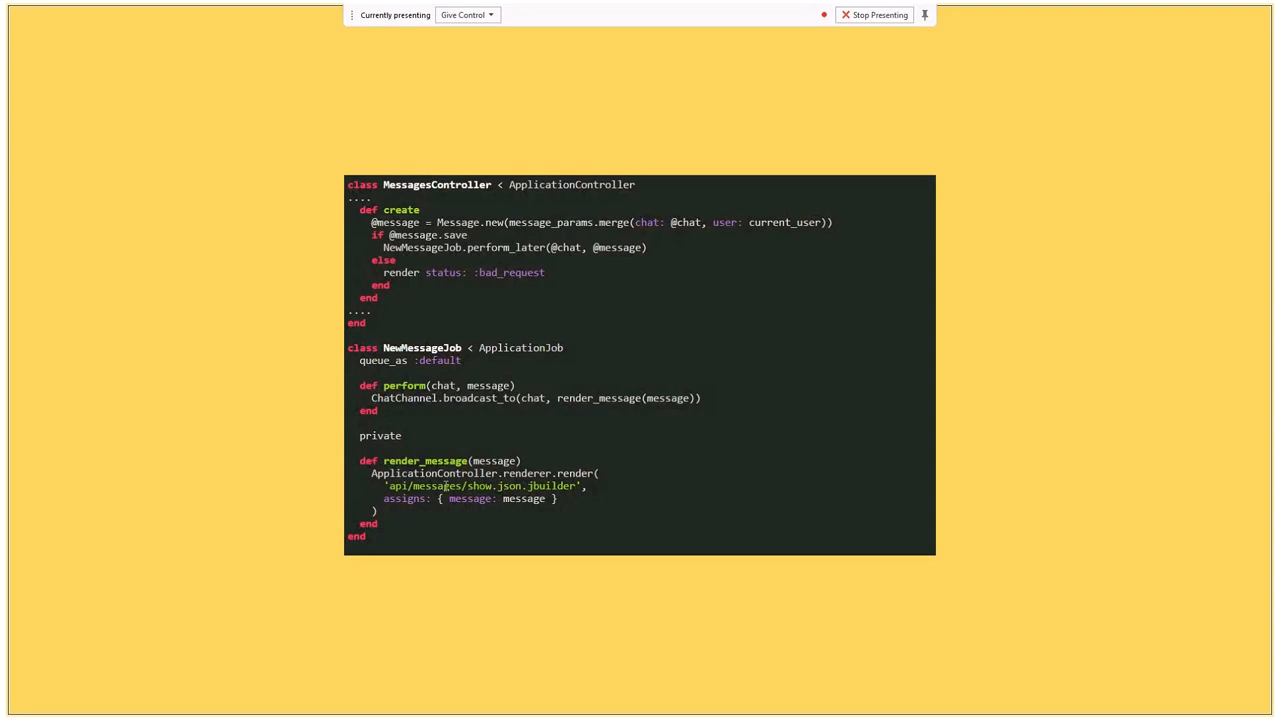 Currently presenting Give Control Stop Presenting
class MessagesController < ApplicationController
....
def create
@message = Message.new(message_params.merge(chat: @chat, user: current_user))
if @message.save
NewMessageJob.perform_later(@chat, @message)
else
render status: :bad_request
end
end
....
end
class NewMessageJob < ApplicationJob
queue_as :default
def perform(chat, message)
ChatChannel.broadcast_to(chat, render_message(message))
end
private
def render_message(message)
ApplicationController.renderer.render(
'api/messages/show.json.jbuilder',
assigns: { message: message }
)
end
end